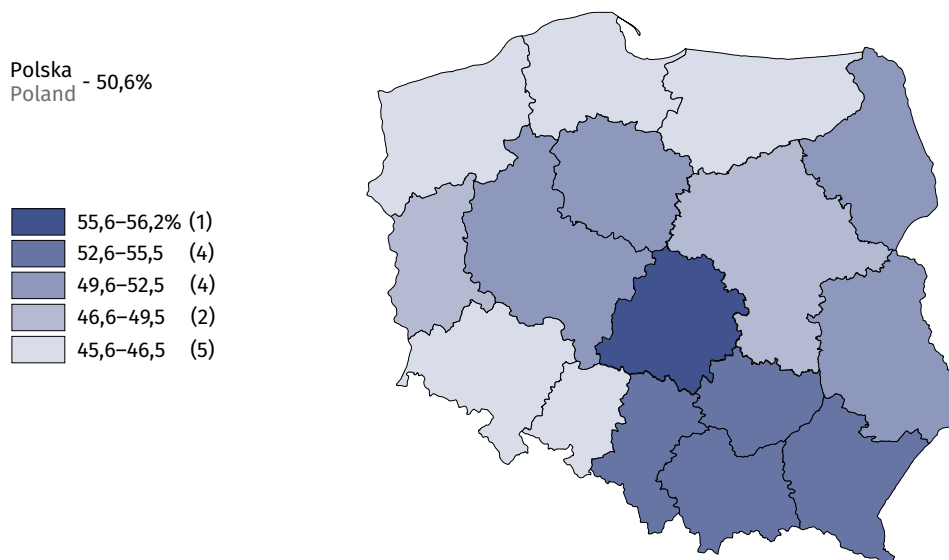 Polska
Poland - 50,6%
55,6–56,2% (1)
52,6–55,5 (4)
49,6–52,5 (4)
46,6–49,5 (2)
45,6–46,5 (5)